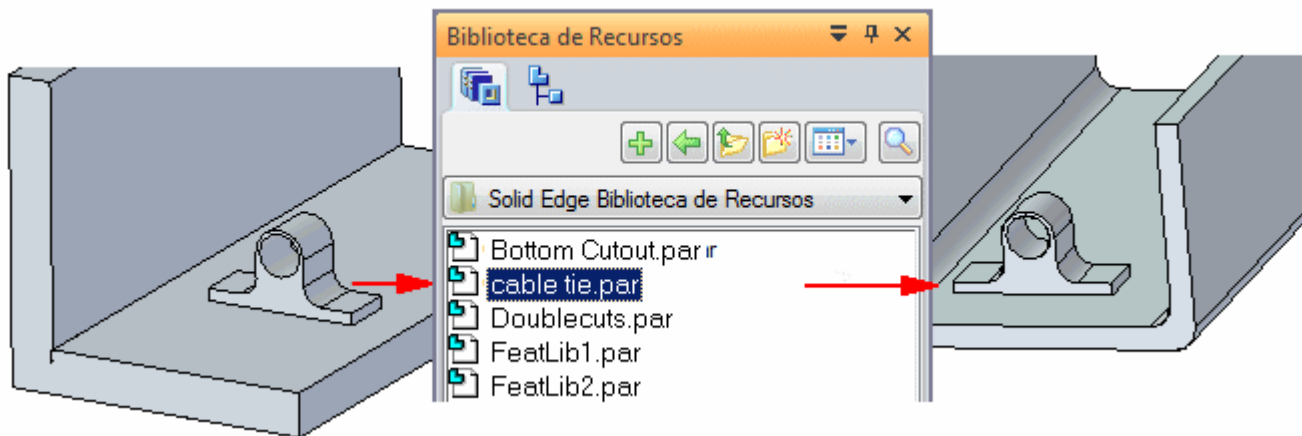 Biblioteca de Recursos
Solid Edge Biblioteca de Recursos
Bottom Cutout.par
cable tie.par
Doublecuts.par
FeatLib1.par
FeatLib2.par